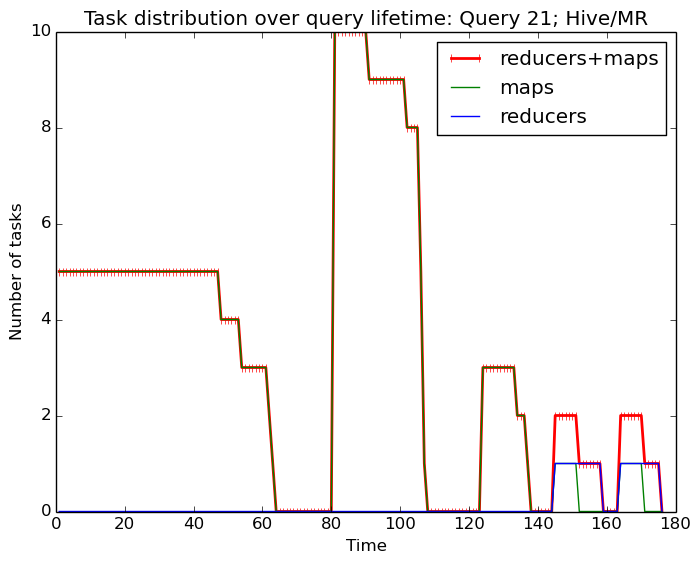 Task distribution over query lifetime: Query 21; Hive/MR
10
8
6
4
2
0
Number of tasks
reducers+maps
maps
reducers
0 20 40 60 80 100 120 140 160 180
Time